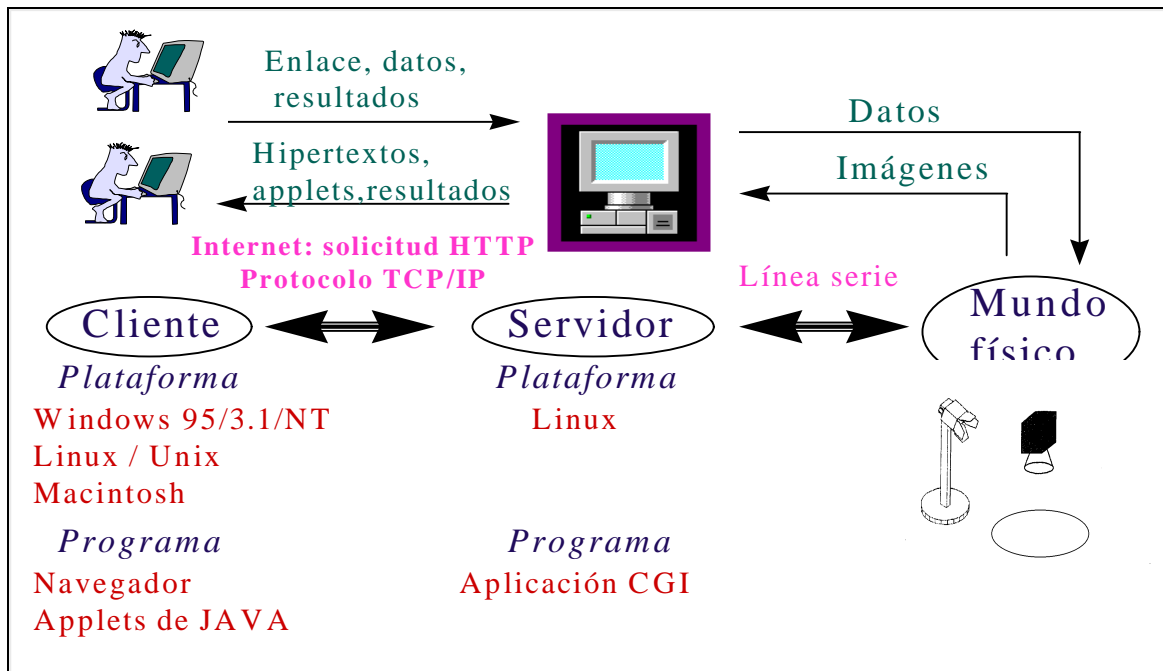 Enlace, datos,
resultados
Hipertextos,
applets,resultados
Datos
Imágenes
Internet: solicitud HTTP
Protocolo TCP/IP
Línea serie
Cliente
Servidor
Mundo
físico
Plataforma
Windows 95/3.1/NT
Linux / Unix
Macintosh
Plataforma
Linux
Programa
Navegador
Applets de JAVA
Programa
Aplicación CGI